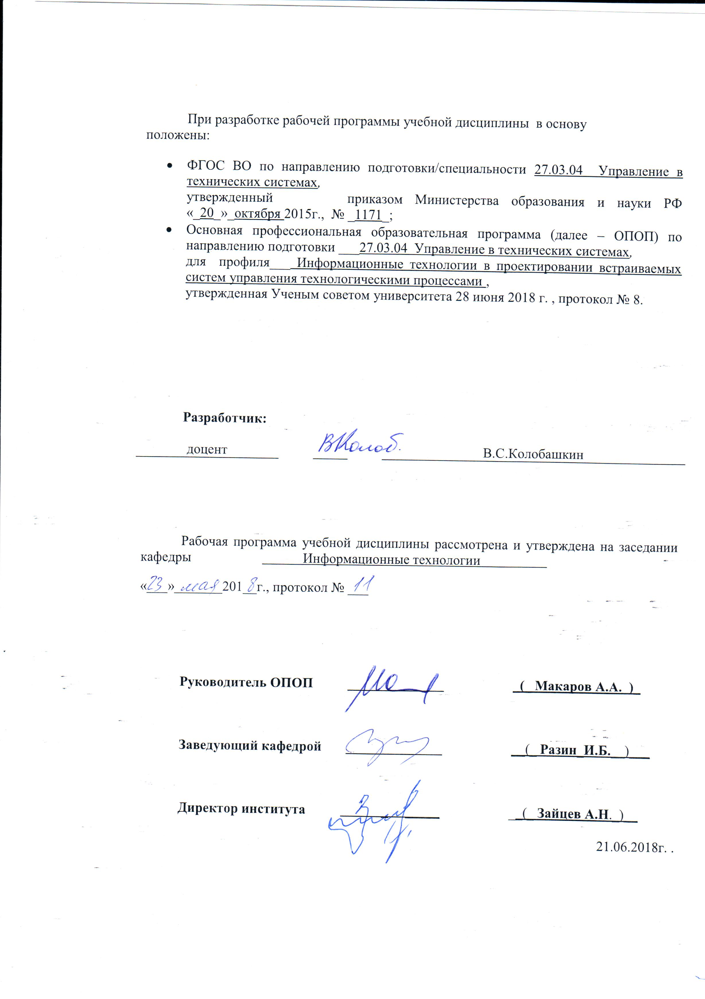 При разработке рабочей программы учебной дисциплины в основу
положены:
• ФГОС ВО по направлению подготовки/специальности 27.03.04 Управление в
технических системах,
утвержденный приказом Министерства образования и науки РФ
«_20_»_октября 2015г., № _1171_;
• Основная профессиональная образовательная программа (далее – ОПОП) по
направлению подготовки ___27.03.04 Управление в технических системах,
для профиля___ Информационные технологии в проектировании встраиваемых
систем управления технологическими процессами ,
утвержденная Ученым советом университета 28 июня 2018 г. , протокол № 8.
Разработчик:
доцент ВКолоб. В.С.Колобашкин
Рабочая программа учебной дисциплины рассмотрена и утверждена на заседании
кафедры Информационные технологии
«23» мая 2018г., протокол № 11
Руководитель ОПОП ( Макаров А.А. )
Заведующий кафедрой ( Разин И.Б. )
Директор института ( Зайцев А.Н. )
21.06.2018г. .